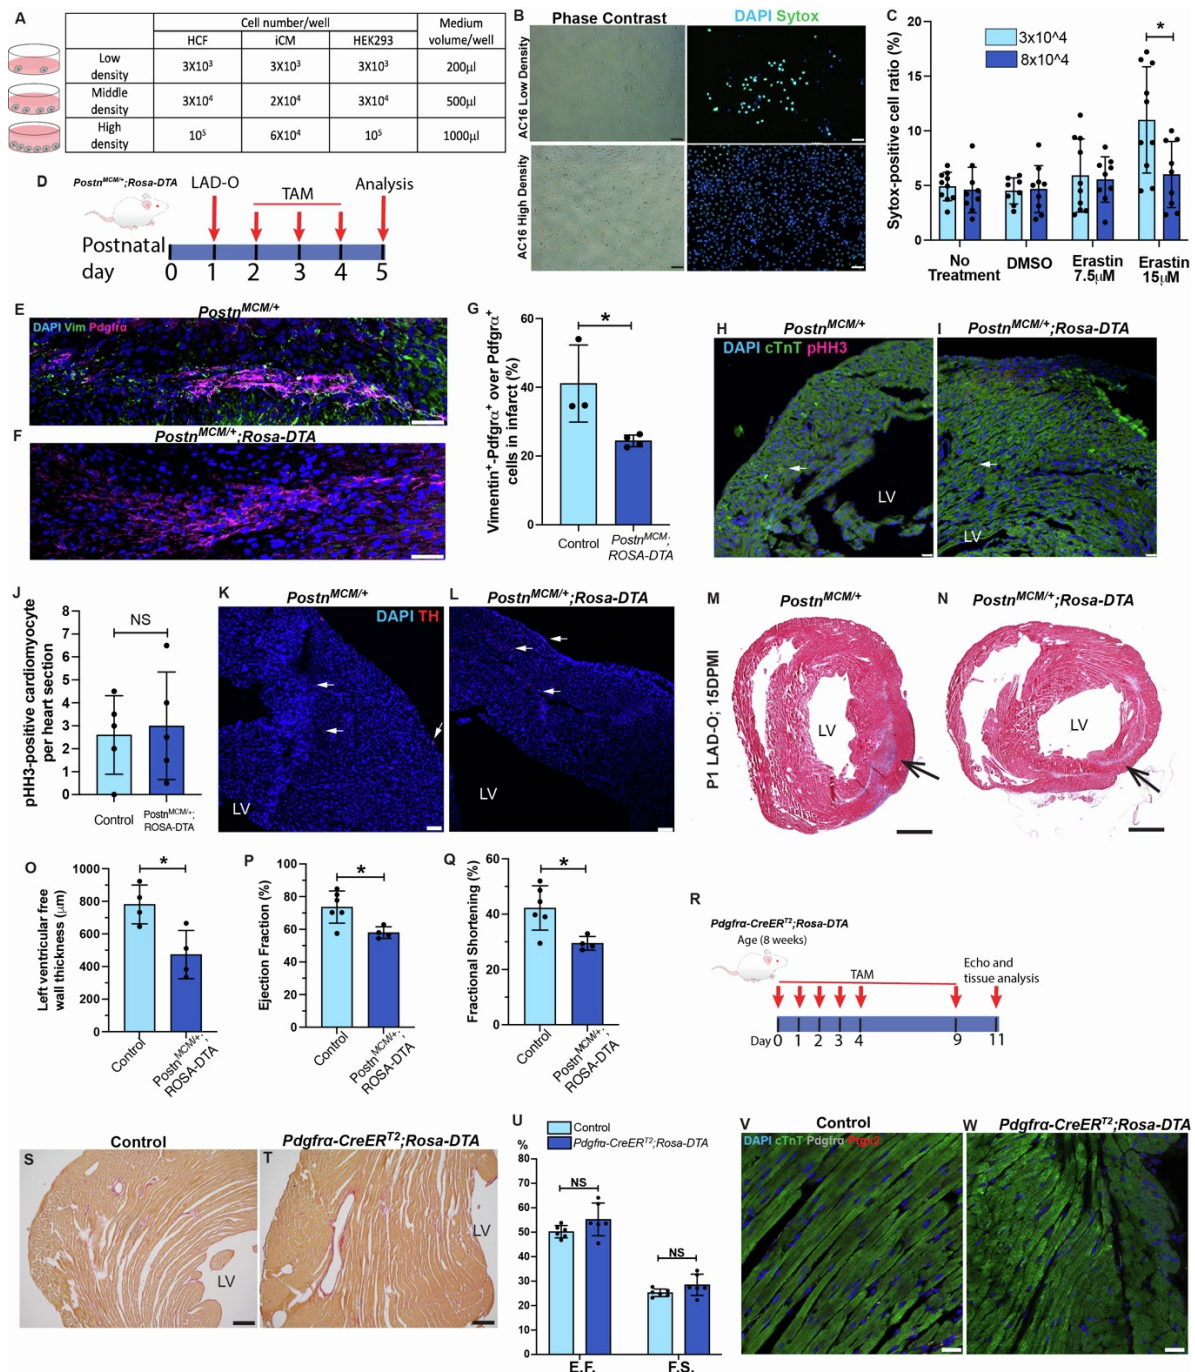 A
Cell number/well
Medium volume/well
HCF
iCM
HEK293
Low density
3X10³
3X10³
3X10³
200µl
Middle density
3X10⁴
2X10⁴
3X10⁴
500µl
High density
10⁵
6X10⁴
10⁵
1000µl
B
Phase Contrast
DAPI Sytox
AC16 Low Density
AC16 High Density
C
Sytox-positive cell ratio (%)
20
15
10
5
0
3x10^4
8x10^4
*
No Treatment
DMSO
Erastin 7.5µM
Erastin 15µM
D
Postn^MCM/+;Rosa-DTA
LAD-O
TAM
Analysis
Postnatal day
0 1 2 3 4 5
E
Postn^MCM/+
DAPI Vim Pdgfrα
F
Postn^MCM/+;Rosa-DTA
G
Vimentin⁺-Pdfgrα⁺ over Pdfgrα⁺
cells in infarct (%)
60
40
20
0
*
Control
Postn^MCM;
ROSA-DTA
H
Postn^MCM/+
DAPI cTnT pHH3
LV
I
Postn^MCM/+;Rosa-DTA
LV
J
pHH3-positive cardiomyocyte
per heart section
8
7
6
5
4
3
2
1
0
NS
Control
Postn^MCM/+;
ROSA-DTA
K
Postn^MCM/+
DAPI TH
LV
L
Postn^MCM/+;Rosa-DTA
LV
M
Postn^MCM/+
P1 LAD-O; 15DPMI
LV
N
Postn^MCM/+;Rosa-DTA
LV
O
Left ventricular free
wall thickness (µm)
1000
800
600
400
200
0
*
Control
Postn^MCM/+;
ROSA-DTA
P
Ejection Fraction (%)
100
80
60
40
20
0
*
Control
Postn^MCM/+;
ROSA-DTA
Q
Fractional Shortening (%)
60
40
20
0
*
Control
Postn^MCM/+;
ROSA-DTA
R
Pdgfrα-CreER^T2;Rosa-DTA
Age (8 weeks)
TAM
Echo and
tissue analysis
Day 0 1 2 3 4 9 11
S
Control
LV
T
Pdgfrα-CreER^T2;Rosa-DTA
LV
U
Control
Pdgfrα-CreER^T2;Rosa-DTA
%
80
70
60
50
40
30
20
10
0
NS
NS
E.F.
F.S.
V
Control
DAPI cTnT Pdgfrα Ptgs2
W
Pdgfrα-CreER^T2;Rosa-DTA